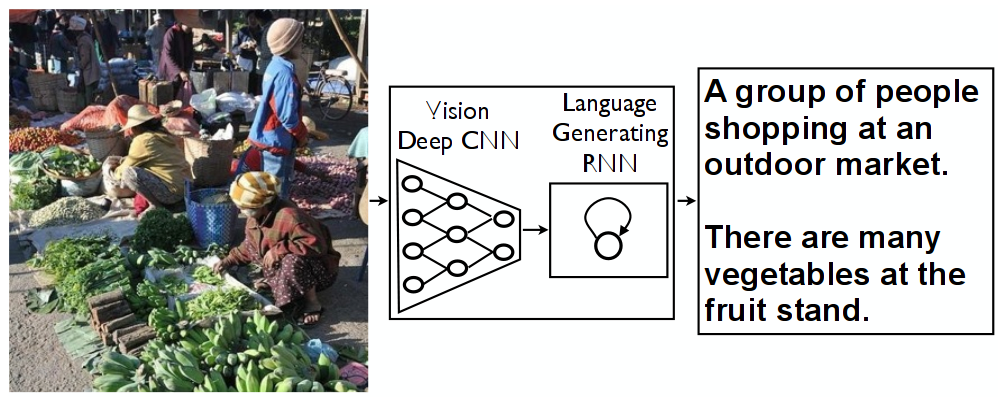 Vision
Deep CNN
Language
Generating
RNN
A group of people
shopping at an
outdoor market.
There are many
vegetables at the
fruit stand.